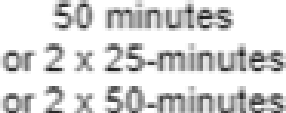 50 minutes
or 2 x 25-minutes
or 2 x 50-minutes